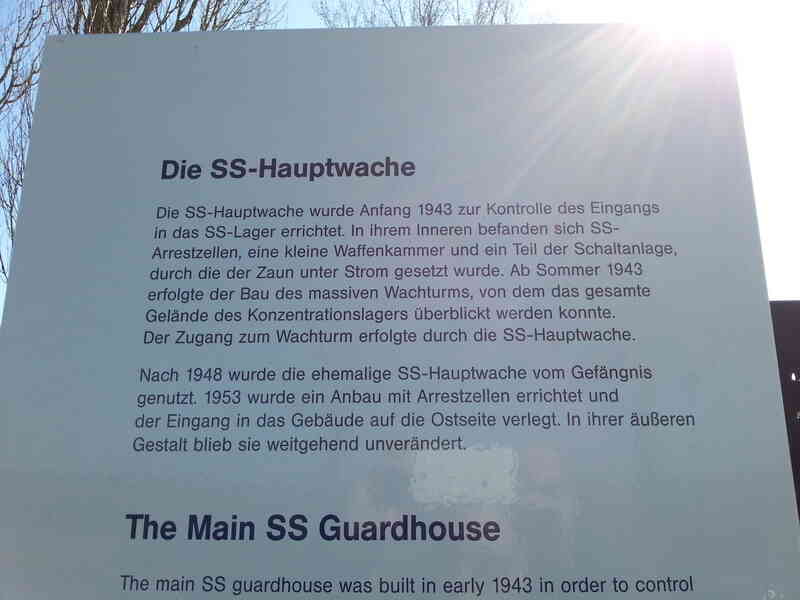 Die SS-Hauptwache
Die SS-Hauptwache wurde Anfang 1943 zur Kontrolle des Eingangs
in das SS-Lager errichtet. In ihrem Inneren befanden sich SS-
Arrestzellen, eine kleine Waffenkammer und ein Teil der Schaltanlage,
durch die der Zaun unter Strom gesetzt wurde. Ab Sommer 1943
erfolgte der Bau des massiven Wachturms, von dem das gesamte
Gelände des Konzentrationslagers überblickt werden konnte.
Der Zugang zum Wachturm erfolgte durch die SS-Hauptwache.
Nach 1948 wurde die ehemalige SS-Hauptwache vom Gefängnis
genutzt. 1953 wurde ein Anbau mit Arrestzellen errichtet und
der Eingang in das Gebäude auf die Ostseite verlegt. In ihrer äußeren
Gestalt blieb sie weitgehend unverändert.
The Main SS Guardhouse
The main SS guardhouse was built in early 1943 in order to control